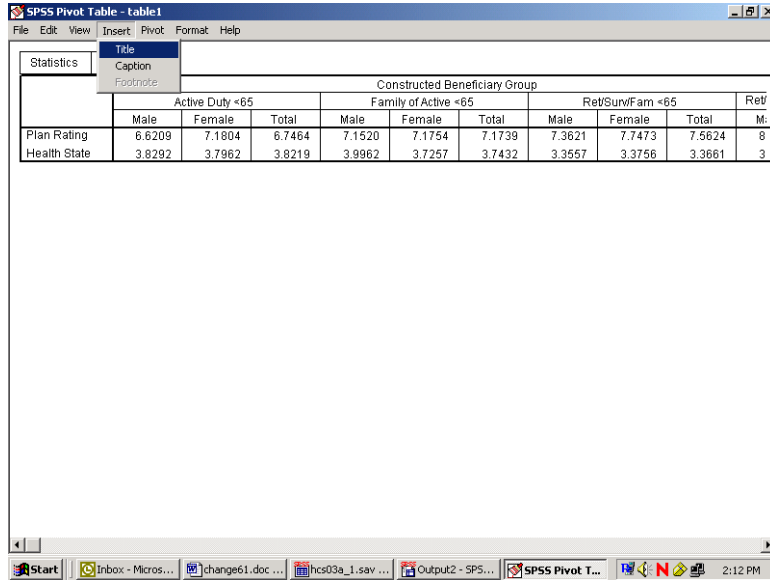 SPSS Pivot Table - table1
File Edit View Insert Pivot Format Help
Title
Caption
Footnote
Statistics
Constructed Beneficiary Group
Active Duty <65 Family of Active <65 Ret/Surv/Fam <65 Ret/
Male Female Total Male Female Total Male Female Total
Plan Rating 6.6209 7.1804 6.7464 7.1520 7.1754 7.1739 7.3621 7.7473 7.5624 8
Health State 3.8292 3.7962 3.8219 3.9962 3.7257 3.7432 3.3557 3.3756 3.3661 3
Start Inbox - Micros... change61.doc ... hcs03a_1.sav ... Output2 - SPS... SPSS Pivot T... 2:12 PM